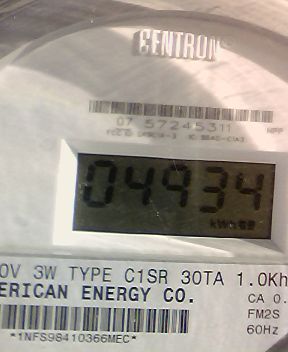 CENTRON
07 57245311
04934
0V 3W TYPE C1SR 30TA 1.0Kh
ERICAN ENERGY CO. CA 0.
FM2S
60Hz
*1NFS98410366MEC*